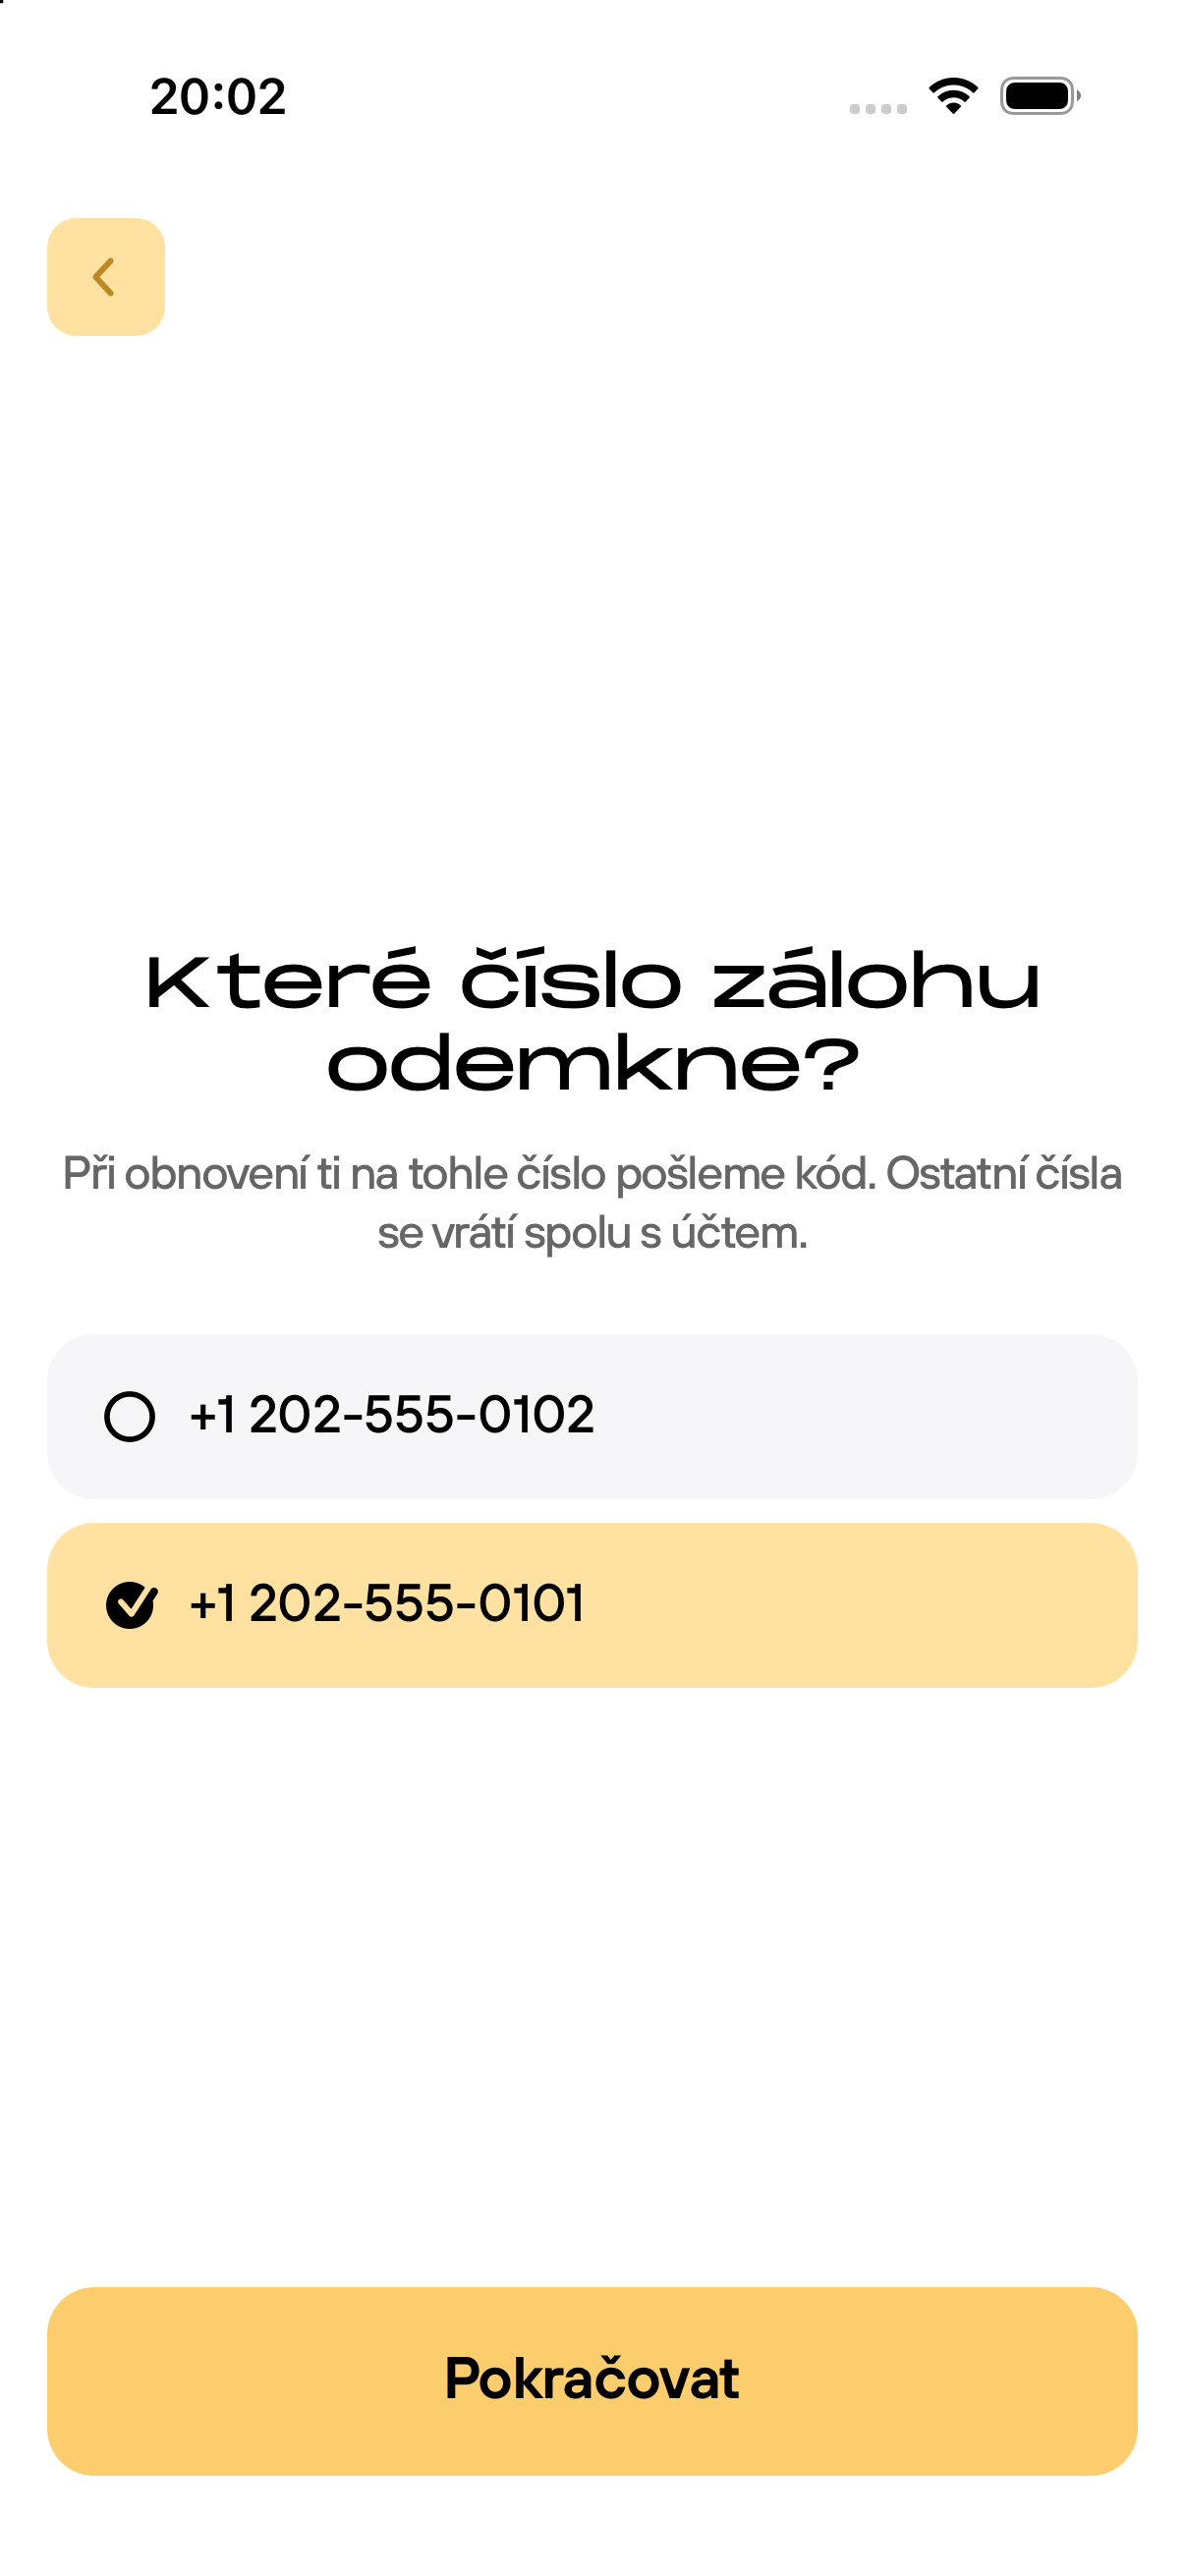 20:02
Které číslo zálohu
odemkne?
Při obnovení ti na tohle číslo pošleme kód. Ostatní čísla
se vrátí spolu s účtem.
+1 202-555-0102
+1 202-555-0101
Pokračovat